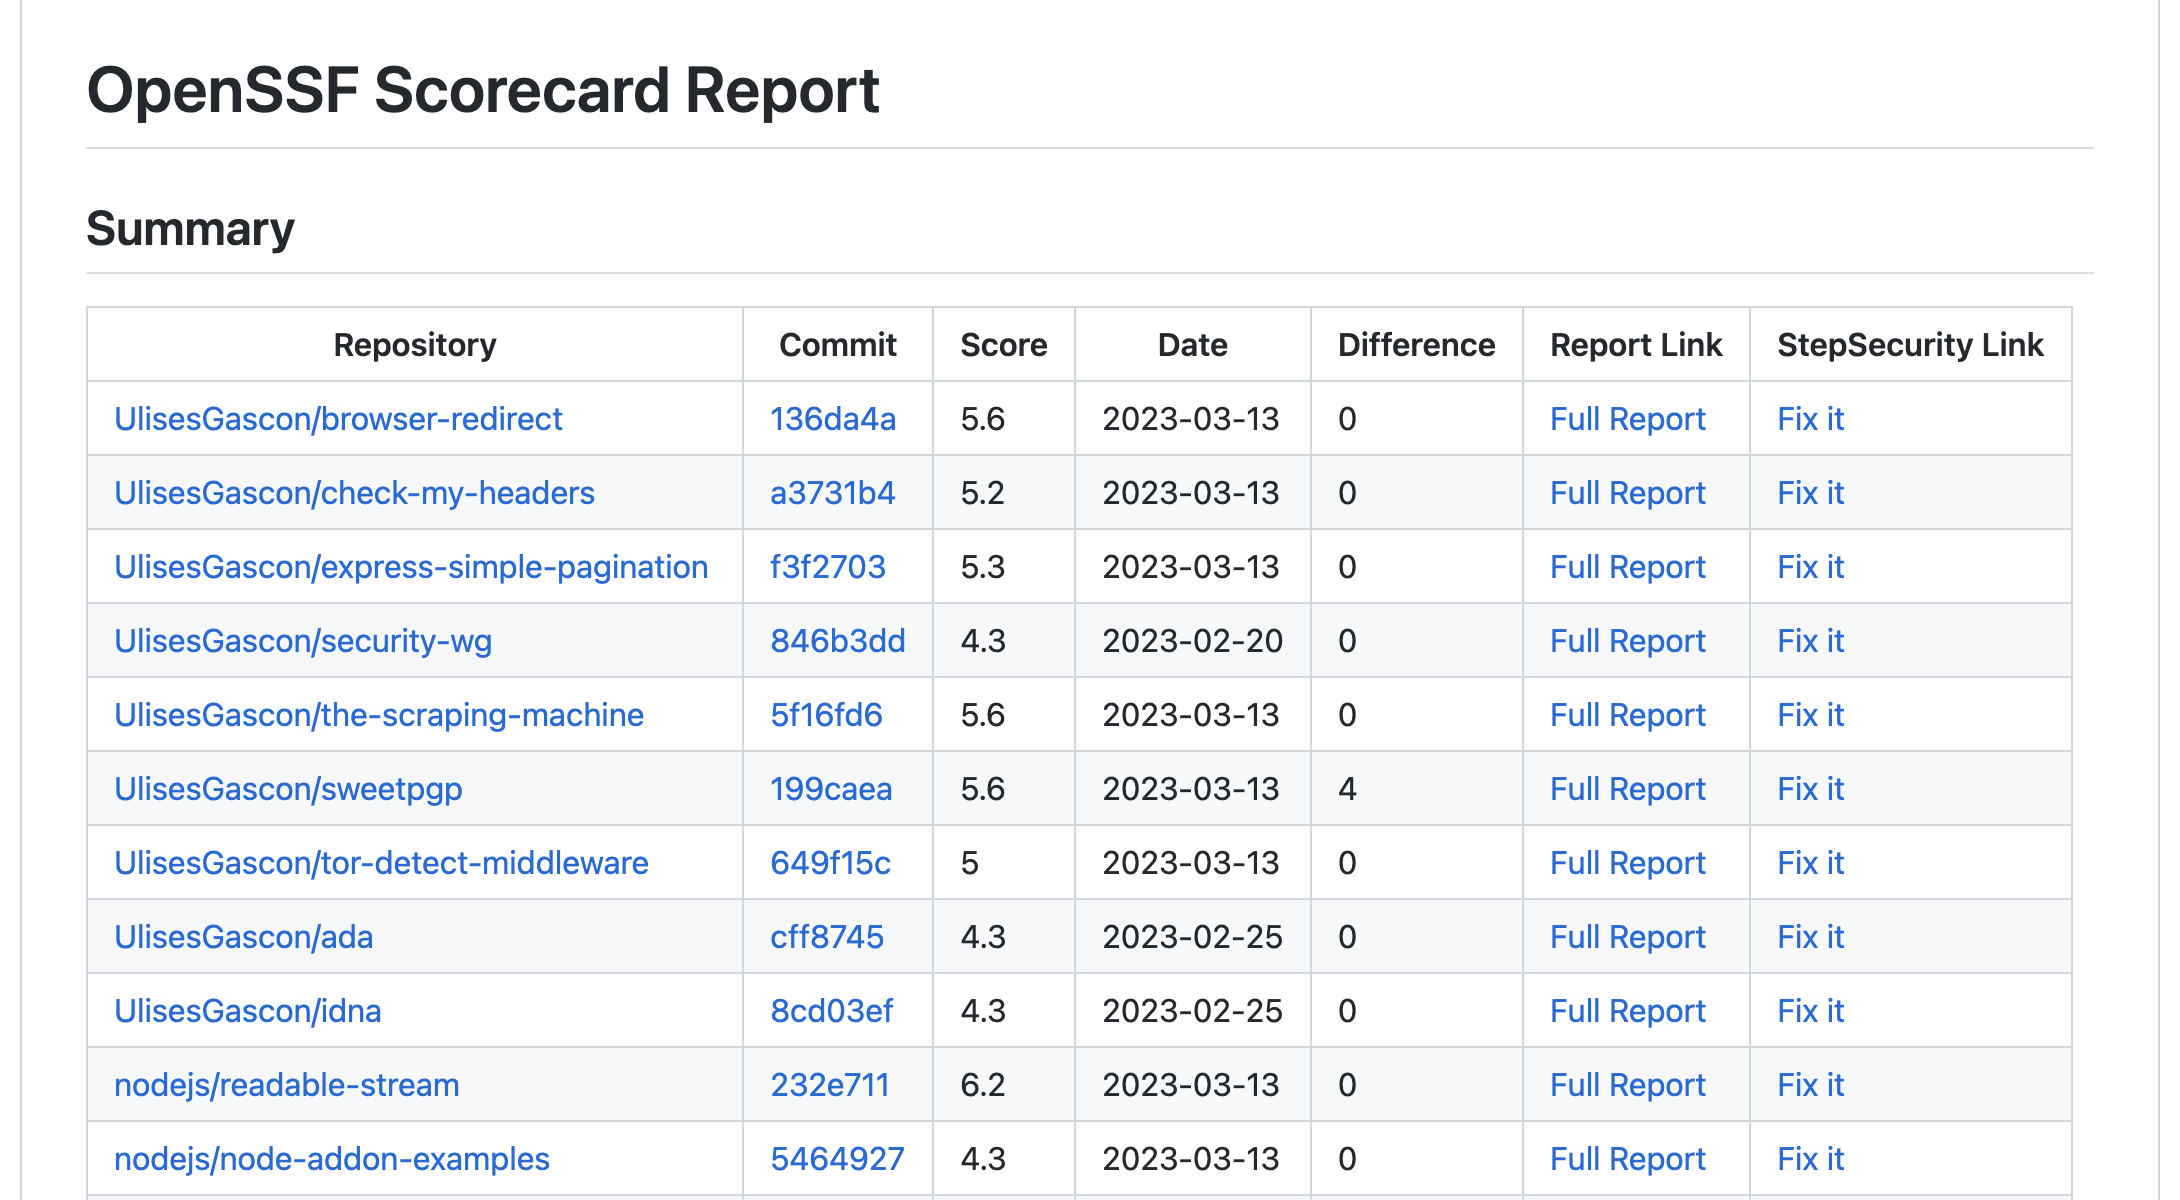 OpenSSF Scorecard Report
Summary
Repository Commit Score Date Difference Report Link StepSecurity Link
UlisesGascon/browser-redirect 136da4a 5.6 2023-03-13 0 Full Report Fix it
UlisesGascon/check-my-headers a3731b4 5.2 2023-03-13 0 Full Report Fix it
UlisesGascon/express-simple-pagination f3f2703 5.3 2023-03-13 0 Full Report Fix it
UlisesGascon/security-wg 846b3dd 4.3 2023-02-20 0 Full Report Fix it
UlisesGascon/the-scraping-machine 5f16fd6 5.6 2023-03-13 0 Full Report Fix it
UlisesGascon/sweetpgp 199caea 5.6 2023-03-13 4 Full Report Fix it
UlisesGascon/tor-detect-middleware 649f15c 5 2023-03-13 0 Full Report Fix it
UlisesGascon/ada cff8745 4.3 2023-02-25 0 Full Report Fix it
UlisesGascon/idna 8cd03ef 4.3 2023-02-25 0 Full Report Fix it
nodejs/readable-stream 232e711 6.2 2023-03-13 0 Full Report Fix it
nodejs/node-addon-examples 5464927 4.3 2023-03-13 0 Full Report Fix it